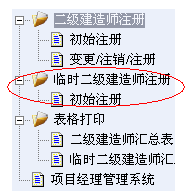 二级建造师注册
初始注册
变更/注销/注册
临时二级建造师注册
初始注册
表格打印
二级建造师汇总表
临时二级建造师汇
项目经理管理系统